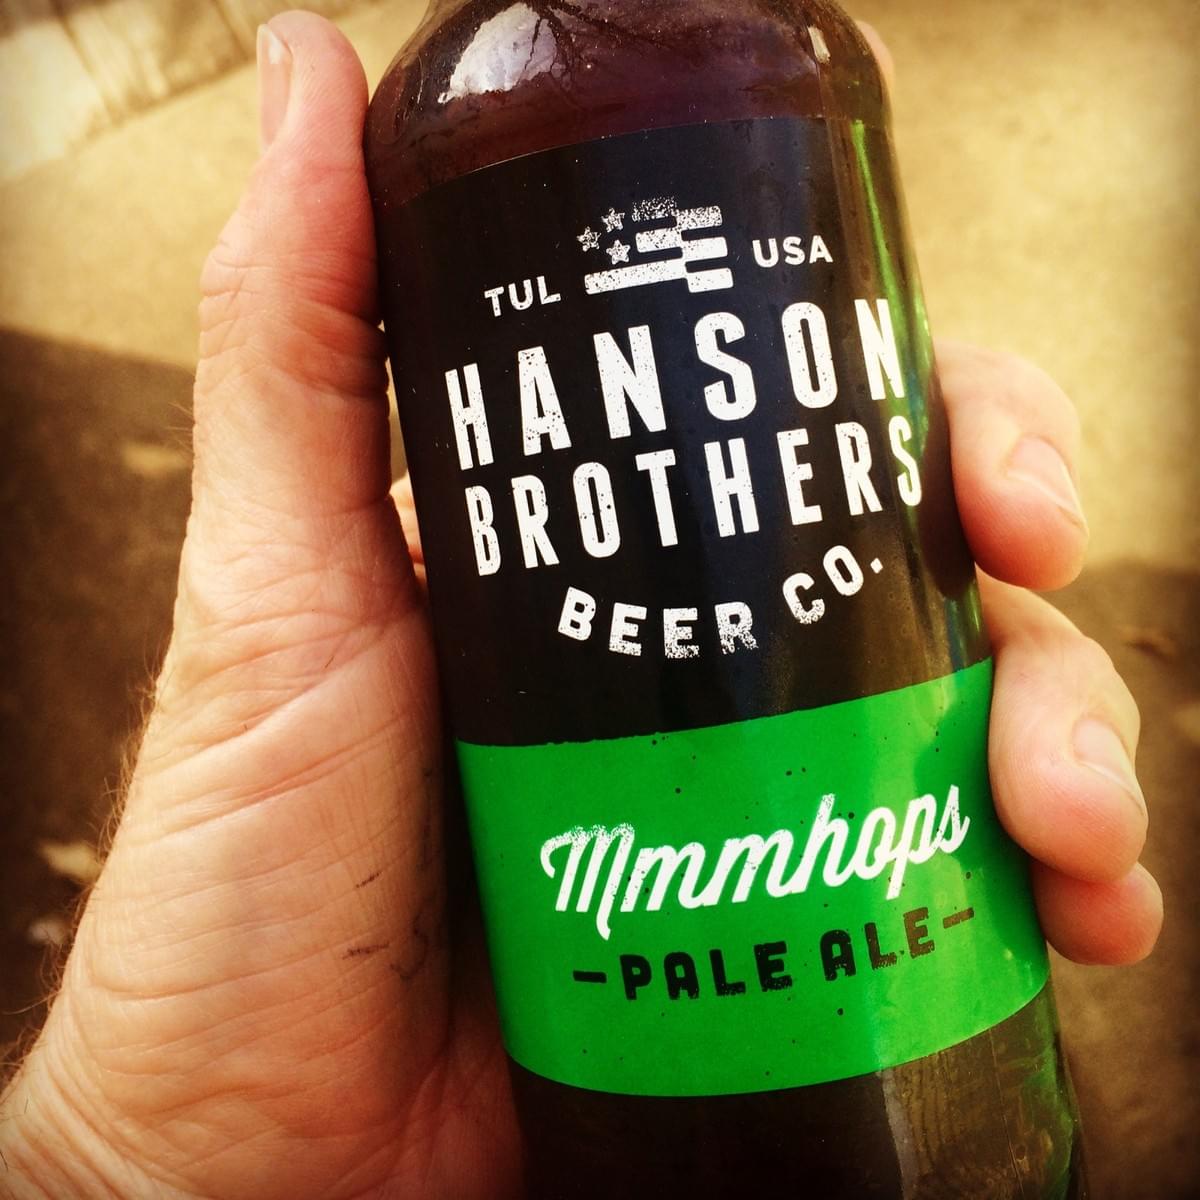 TUL USA
HANSON
BROTHERS
BEER CO.
Mmmhops
-PALE ALE-